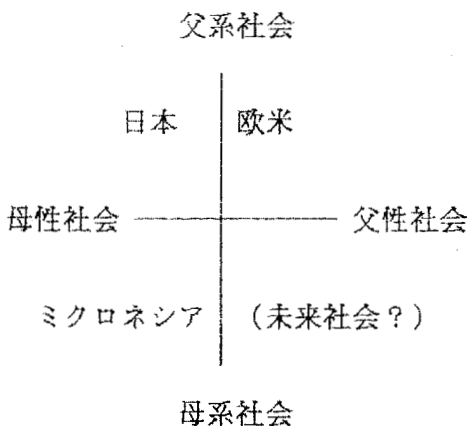 父系社会
日本 欧米
母性社会 父性社会
ミクロネシア (未来社会?)
母系社会